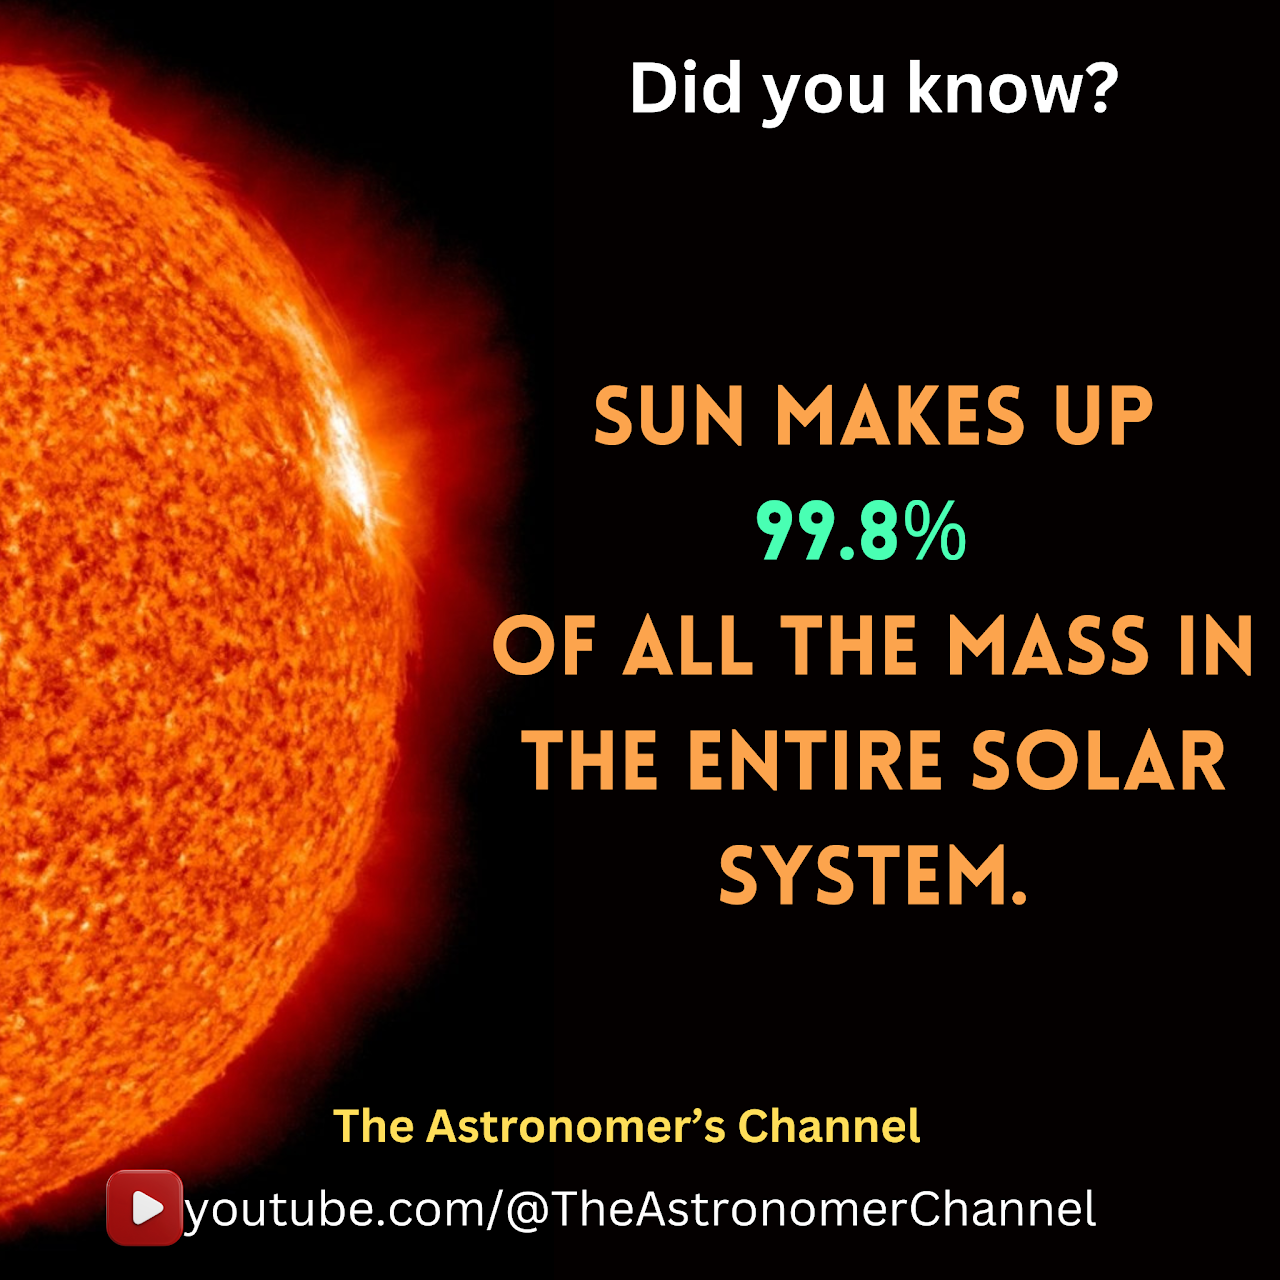 Did you know?
SUN MAKES UP
99.8%
OF ALL THE MASS IN
THE ENTIRE SOLAR
SYSTEM.
The Astronomer’s Channel
youtube.com/@TheAstronomerChannel